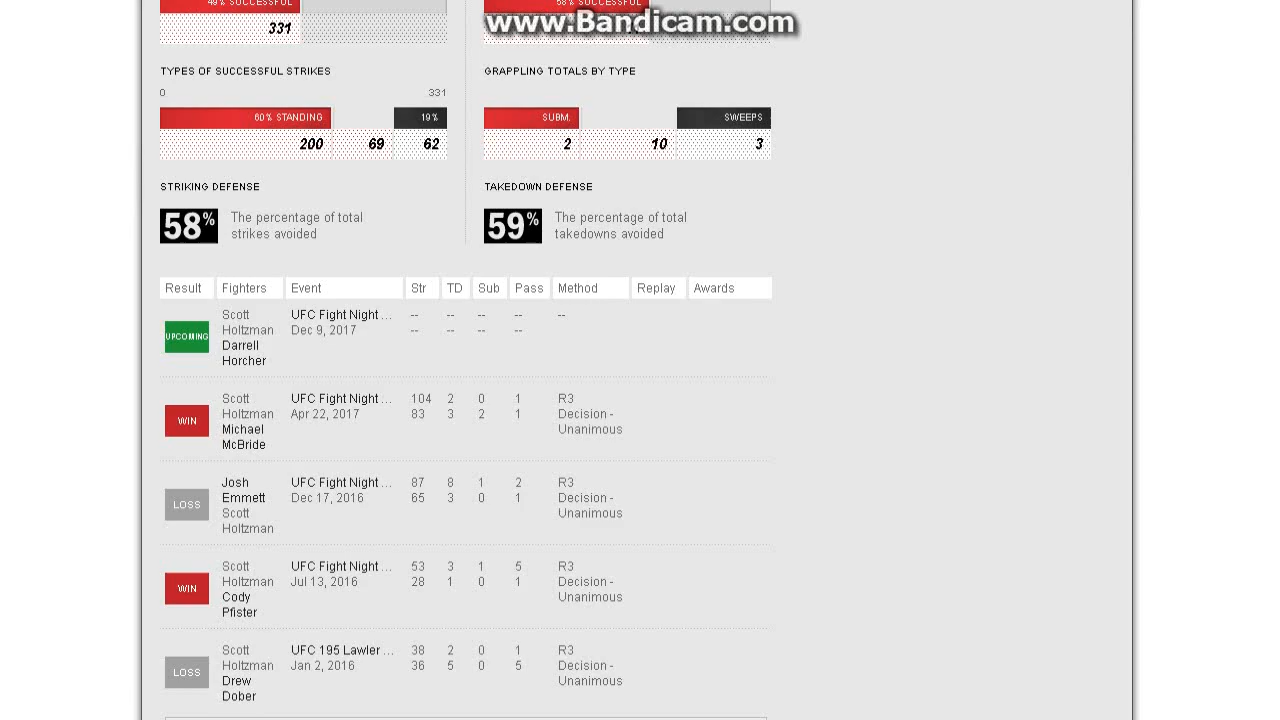 49% SUCCESSFUL
58% SUCCESSFUL
www.Bandicam.com
331
TYPES OF SUCCESSFUL STRIKES
GRAPPLING TOTALS BY TYPE
0 331
60% STANDING 19%
SUBM. SWEEPS
200 69 62
2 10 3
STRIKING DEFENSE
TAKEDOWN DEFENSE
58% The percentage of total
strikes avoided
59% The percentage of total
takedowns avoided
Result Fighters Event Str TD Sub Pass Method Replay Awards
Scott UFC Fight Night ... -- -- -- -- --
UPCOMING Holtzman Dec 9, 2017 -- -- -- --
Darrell
Horcher
Scott UFC Fight Night ... 104 2 0 1 R3
WIN Holtzman Apr 22, 2017 83 3 2 1 Decision -
Michael Unanimous
McBride
Josh UFC Fight Night ... 87 8 1 2 R3
LOSS Emmett Dec 17, 2016 65 3 0 1 Decision -
Scott Unanimous
Holtzman
Scott UFC Fight Night ... 53 3 1 5 R3
WIN Holtzman Jul 13, 2016 28 1 0 1 Decision -
Cody Unanimous
Pfister
Scott UFC 195 Lawler ... 38 2 0 1 R3
LOSS Holtzman Jan 2, 2016 36 5 0 5 Decision -
Drew Unanimous
Dober